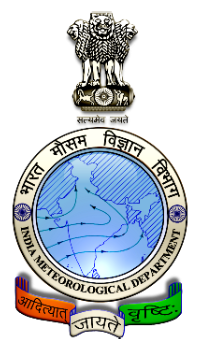 सत्यमेव जयते
भारत मौसम विज्ञान विभाग
INDIA METEOROLOGICAL DEPARTMENT
आदित्यात् जायते वृष्टिः